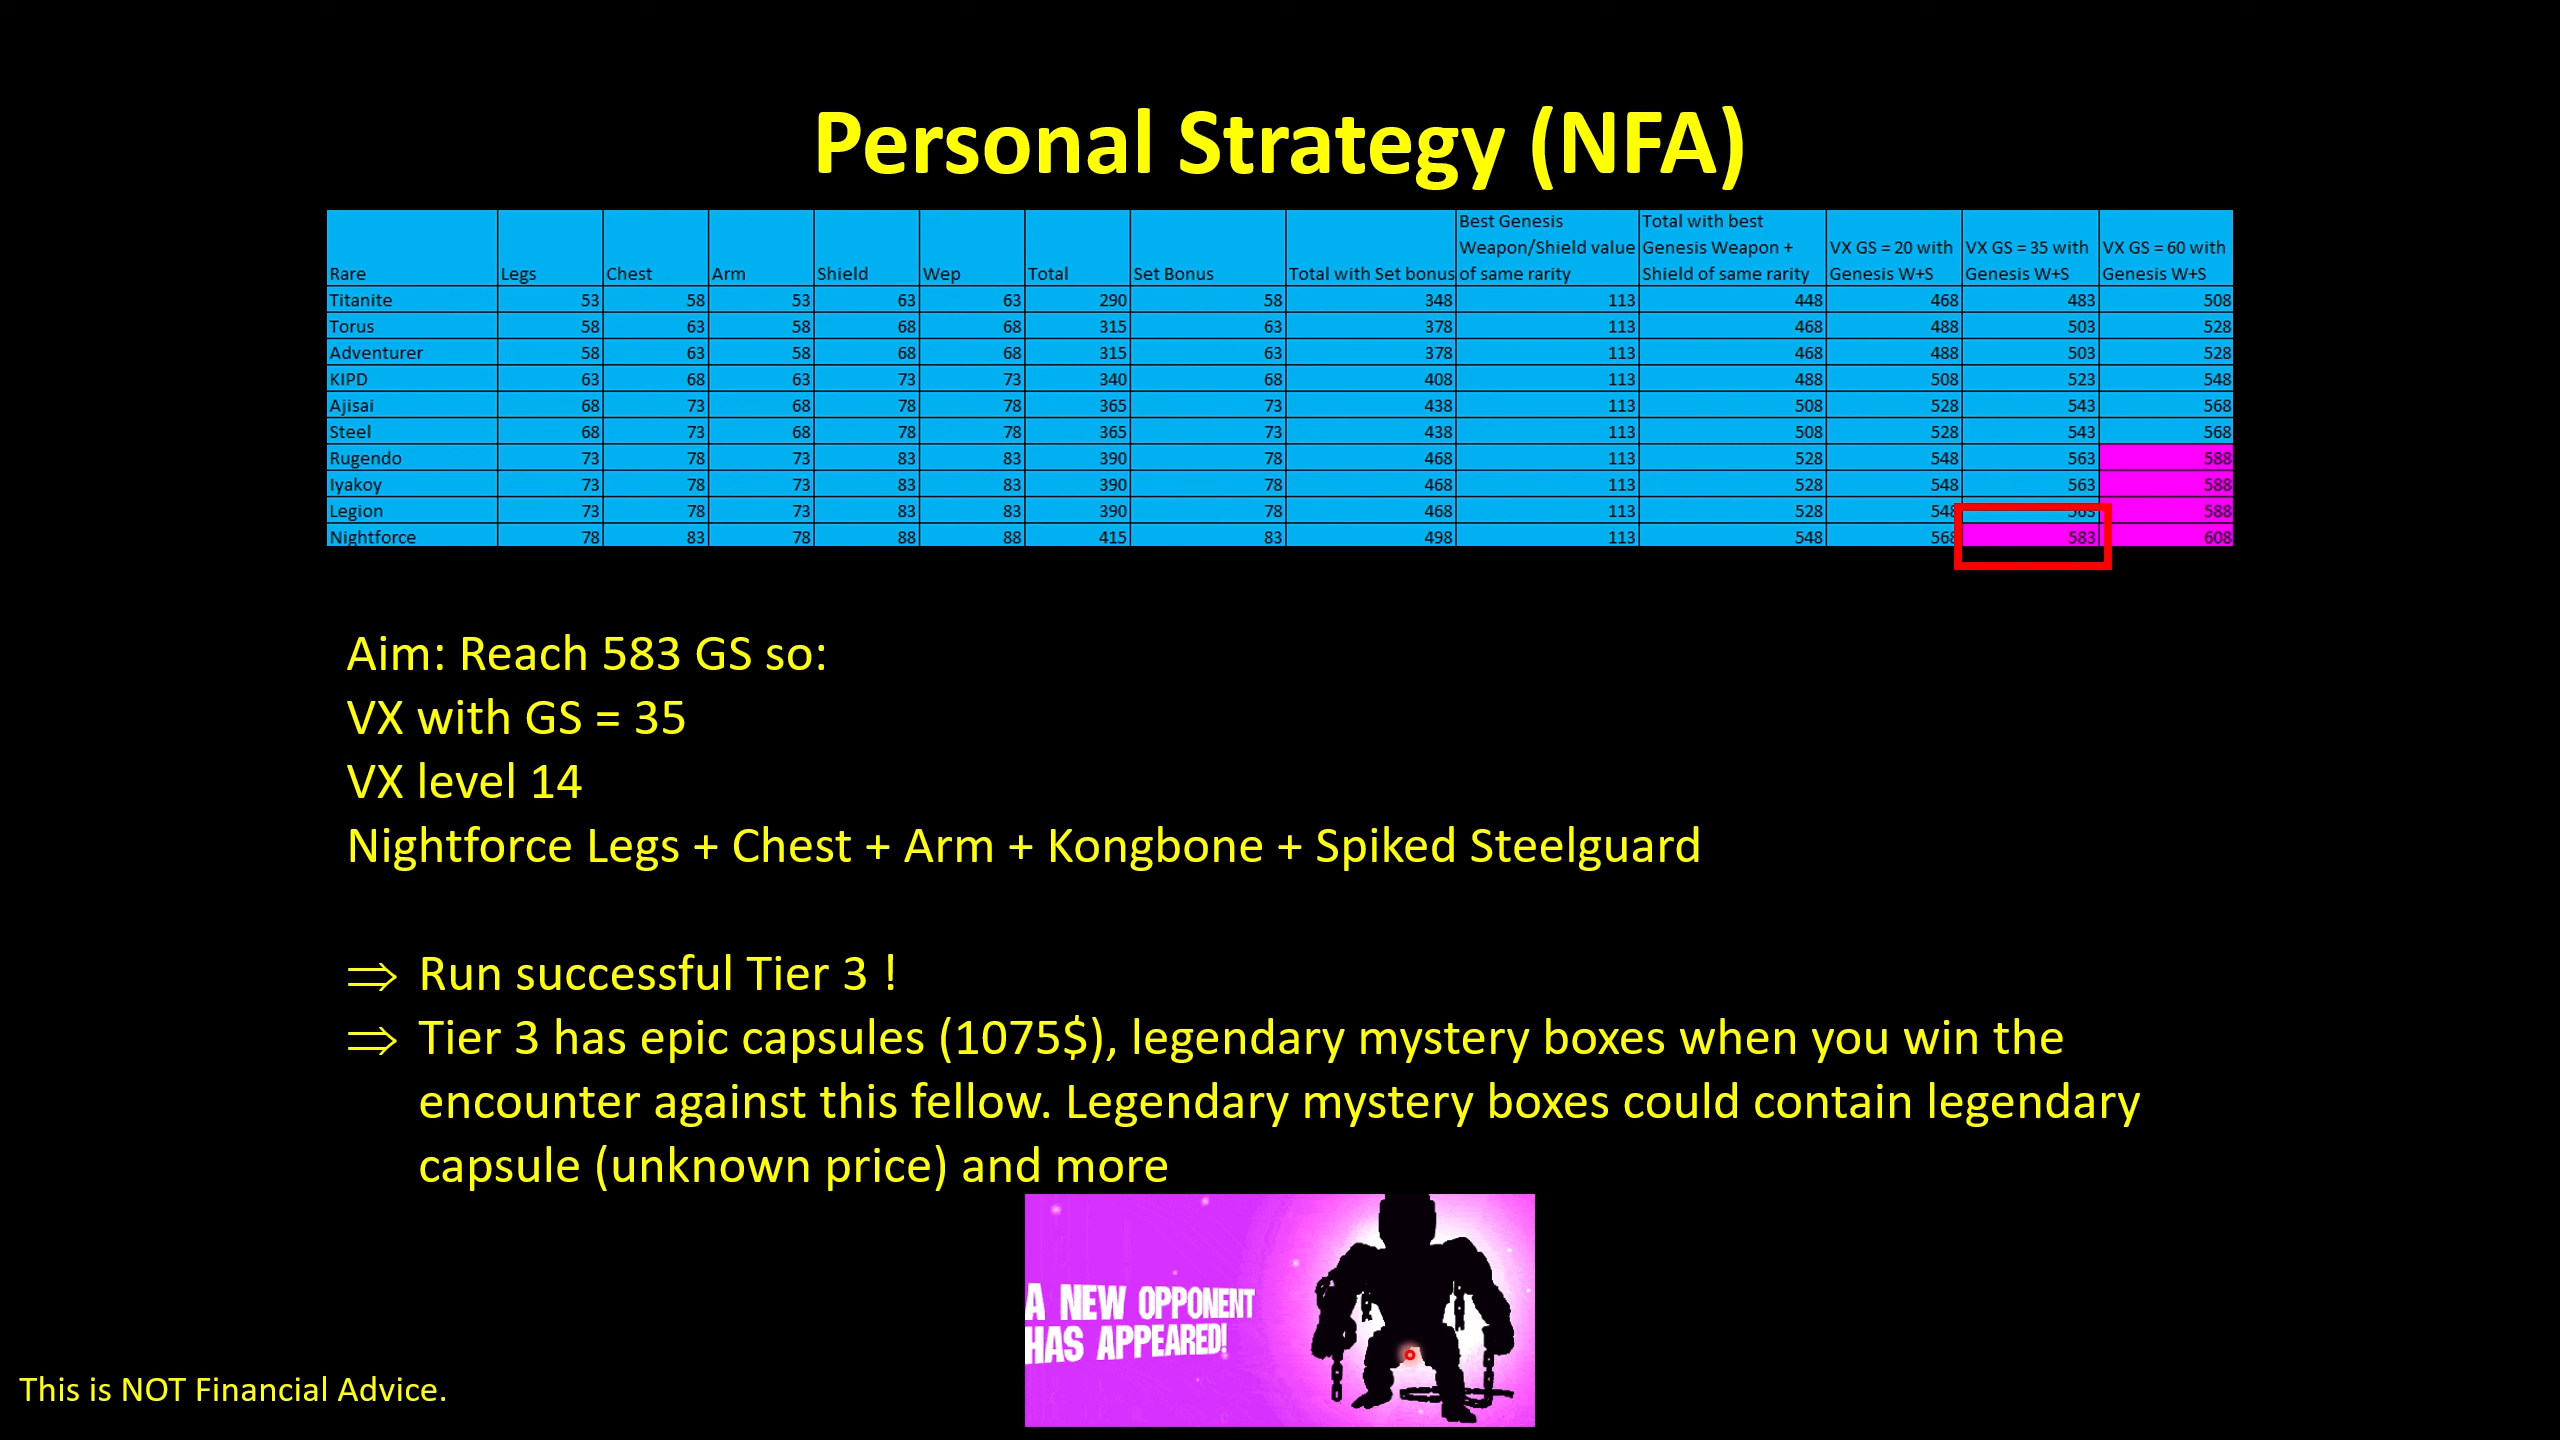 Personal Strategy (NFA)
Rare Legs Chest Arm Shield Wep Total Set Bonus Total with Set bonus Best Genesis Weapon/Shield value of same rarity Total with best Genesis Weapon + Shield of same rarity VX GS = 20 with Genesis W+S VX GS = 35 with Genesis W+S VX GS = 60 with Genesis W+S
Titanite 53 58 53 63 63 290 58 348 113 448 468 483 508
Torus 58 63 58 68 68 315 63 378 113 468 488 503 528
Adventurer 58 63 58 68 68 315 63 378 113 468 488 503 528
KIPD 63 68 63 73 73 340 68 408 113 488 508 523 548
Ajisai 68 73 68 78 78 365 73 438 113 508 528 543 568
Steel 68 73 68 78 78 365 73 438 113 508 528 543 568
Rugendo 73 78 73 83 83 390 78 468 113 528 548 563 588
Iyakoy 73 78 73 83 83 390 78 468 113 528 548 563 588
Legion 73 78 73 83 83 390 78 468 113 528 548 563 588
Nightforce 78 83 78 88 88 415 83 498 113 548 568 583 608
Aim: Reach 583 GS so:
VX with GS = 35
VX level 14
Nightforce Legs + Chest + Arm + Kongbone + Spiked Steelguard
⇒ Run successful Tier 3 !
⇒ Tier 3 has epic capsules (1075$), legendary mystery boxes when you win the
encounter against this fellow. Legendary mystery boxes could contain legendary
capsule (unknown price) and more
A NEW OPPONENT
HAS APPEARED!
This is NOT Financial Advice.